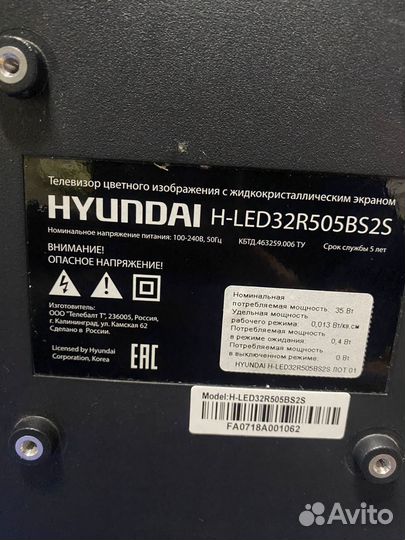 Телевизор цветного изображения с жидкокристаллическим экраном
HYUNDAI H-LED32R505BS2S
Номинальное напряжение питания: 100-240В, 50Гц КБТД.463259.006 ТУ Срок службы 5 лет
ВНИМАНИЕ!
ОПАСНОЕ НАПРЯЖЕНИЕ!
Изготовитель:
ООО "Телебалт Т", 236005, Россия,
г. Калининград, ул. Камская 62
Сделано в России.
Licensed by Hyundai
Corporation, Korea
EAC
Номинальная
потребляемая мощность: 35 Вт
Удельная мощность
рабочего режима : 0,013 Вт/кв.см
Потребляемая мощность
в режиме ожидания: 0,4 Вт
Потребляемая мощность
в выключенном режиме: 0 Вт
HYUNDAI H-LED32R505BS2S ЛОТ 01
Model:H-LED32R505BS2S
FA0718A001062
Avito